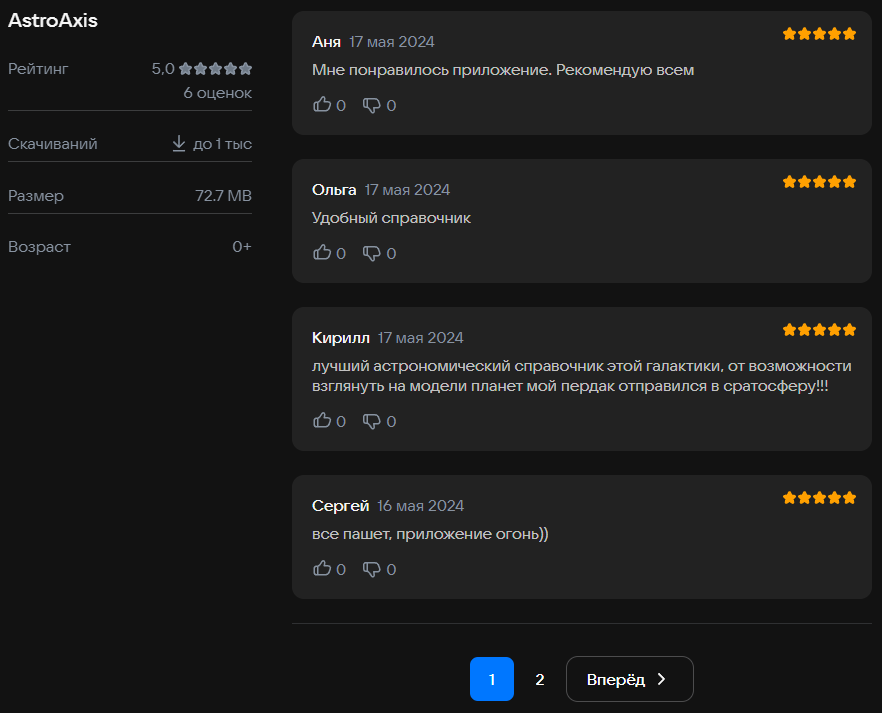 AstroAxis
Рейтинг 5,0
6 оценок
Скачиваний до 1 тыс
Размер 72.7 MB
Возраст 0+
Аня 17 мая 2024
Мне понравилось приложение. Рекомендую всем
0 0
Ольга 17 мая 2024
Удобный справочник
0 0
Кирилл 17 мая 2024
лучший астрономический справочник этой галактики, от возможности
взглянуть на модели планет мой пердак отправился в сратосферу!!!
0 0
Сергей 16 мая 2024
все пашет, приложение огонь))
0 0
1 2 Вперёд